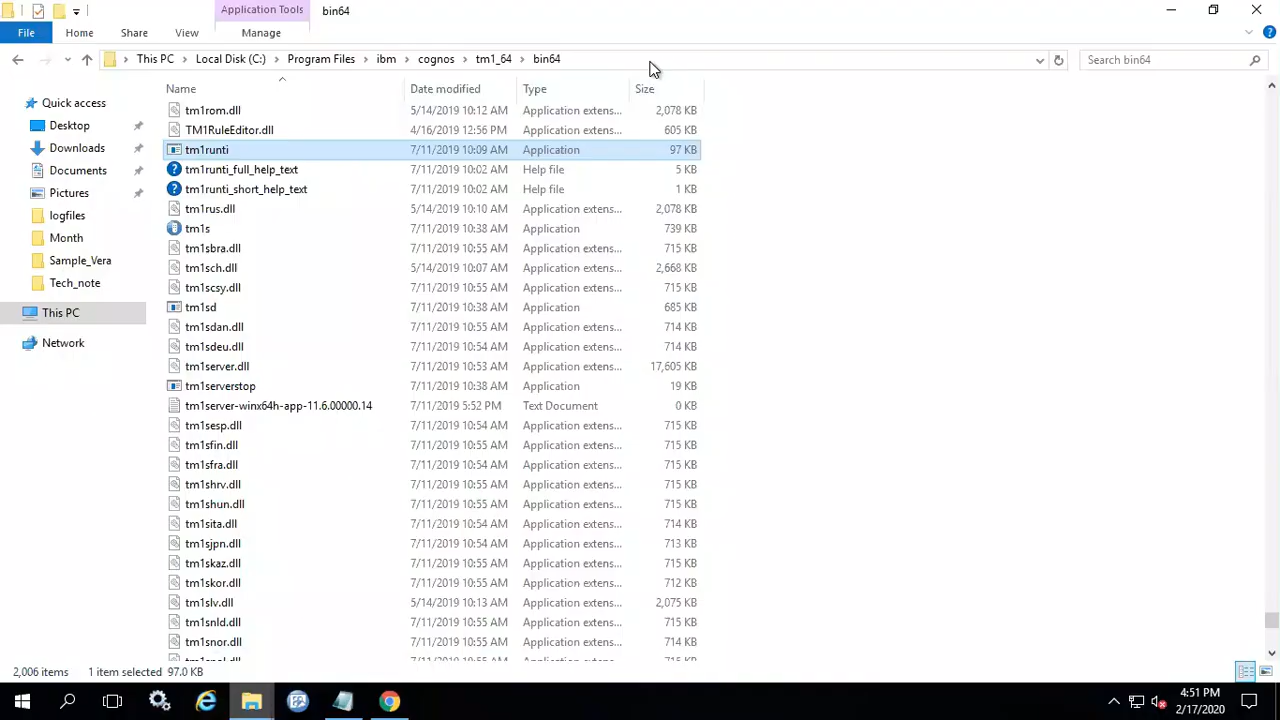 Application Tools bin64
File Home Share View Manage
This PC Local Disk (C:) Program Files ibm cognos tm1_64 bin64 Search bin64
Name Date modified Type Size
Quick access
Desktop
Downloads
Documents
Pictures
logfiles
Month
Sample_Vera
Tech_note
This PC
Network
tm1rom.dll 5/14/2019 10:12 AM Application extens... 2,078 KB
TM1RuleEditor.dll 4/16/2019 12:56 PM Application extens... 605 KB
tm1runti 7/11/2019 10:09 AM Application 97 KB
tm1runti_full_help_text 7/11/2019 10:02 AM Help file 5 KB
tm1runti_short_help_text 7/11/2019 10:02 AM Help file 1 KB
tm1rus.dll 5/14/2019 10:10 AM Application extens... 2,078 KB
tm1s 7/11/2019 10:38 AM Application 739 KB
tm1sbra.dll 7/11/2019 10:55 AM Application extens... 715 KB
tm1sch.dll 5/14/2019 10:07 AM Application extens... 2,668 KB
tm1scsy.dll 7/11/2019 10:55 AM Application extens... 715 KB
tm1sd 7/11/2019 10:38 AM Application 685 KB
tm1sdan.dll 7/11/2019 10:55 AM Application extens... 714 KB
tm1sdeu.dll 7/11/2019 10:54 AM Application extens... 714 KB
tm1server.dll 7/11/2019 10:53 AM Application extens... 17,605 KB
tm1serverstop 7/11/2019 10:38 AM Application 19 KB
tm1server-winx64h-app-11.6.00000.14 7/11/2019 5:52 PM Text Document 0 KB
tm1sesp.dll 7/11/2019 10:54 AM Application extens... 715 KB
tm1sfin.dll 7/11/2019 10:55 AM Application extens... 715 KB
tm1sfra.dll 7/11/2019 10:54 AM Application extens... 715 KB
tm1shrv.dll 7/11/2019 10:55 AM Application extens... 715 KB
tm1shun.dll 7/11/2019 10:55 AM Application extens... 715 KB
tm1sita.dll 7/11/2019 10:54 AM Application extens... 714 KB
tm1sjpn.dll 7/11/2019 10:54 AM Application extens... 713 KB
tm1skaz.dll 7/11/2019 10:55 AM Application extens... 715 KB
tm1skor.dll 7/11/2019 10:55 AM Application extens... 712 KB
tm1slv.dll 5/14/2019 10:13 AM Application extens... 2,075 KB
tm1snld.dll 7/11/2019 10:55 AM Application extens... 715 KB
tm1snor.dll 7/11/2019 10:55 AM Application extens... 714 KB
2,006 items 1 item selected 97.0 KB
4:51 PM
2/17/2020